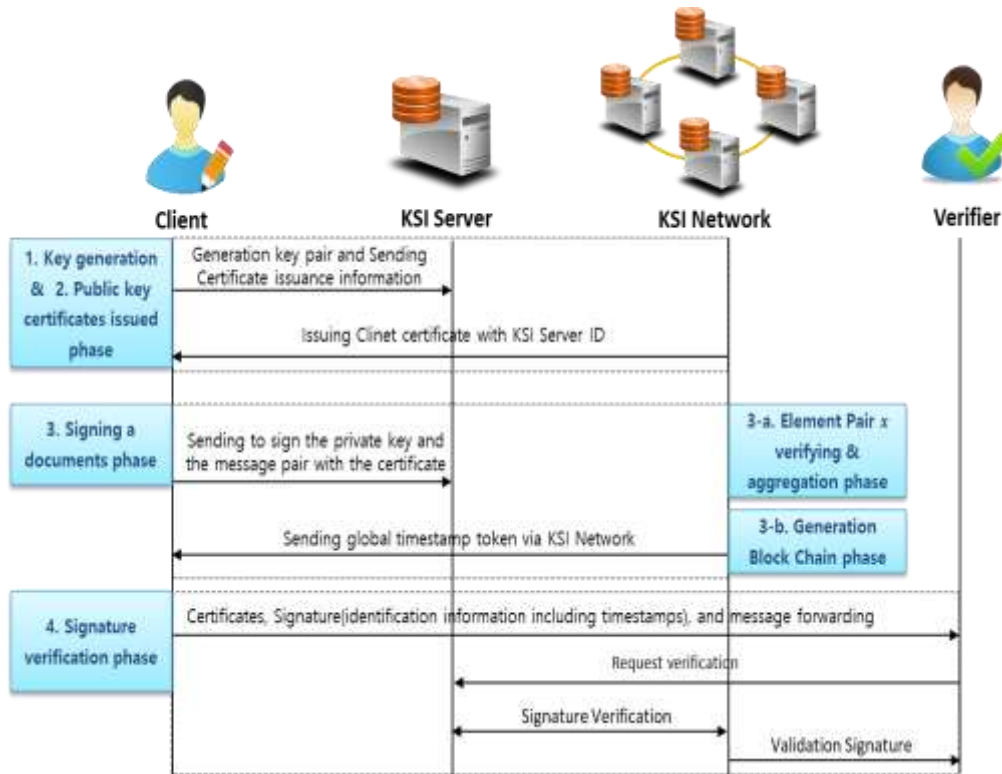 Client
KSI Server
KSI Network
Verifier
1. Key generation
& 2. Public key
certificates issued
phase
Generation key pair and Sending
Certificate issuance information
Issuing Clinet certificate with KSI Server ID
3. Signing a
documents phase
Sending to sign the private key and
the message pair with the certificate
3-a. Element Pair x
verifying &
aggregation phase
3-b. Generation
Block Chain phase
Sending global timestamp token via KSI Network
4. Signature
verification phase
Certificates, Signature(identification information including timestamps), and message forwarding
Request verification
Signature Verification
Validation Signature